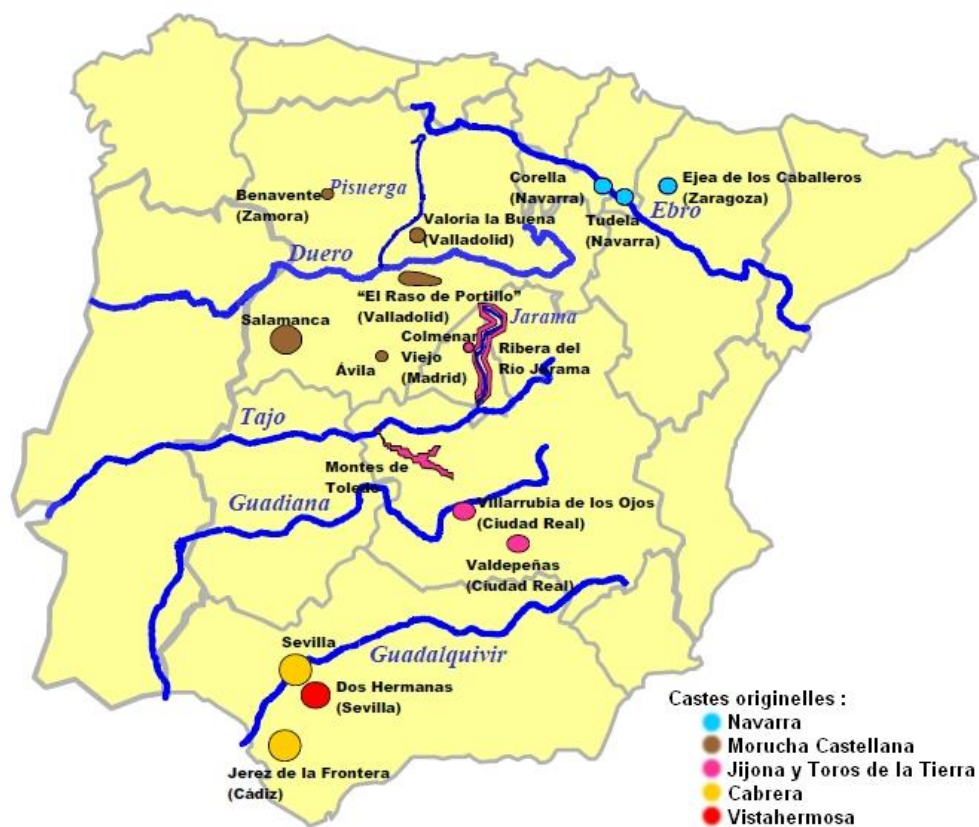 Benavente
(Zamora)
Pisuerga
Corella
(Navarra)
Ejea de los Caballeros
(Zaragoza)
Ebro
Tudela
(Navarra)
Valoria la Buena
(Valladolid)
Duero
“El Raso de Portillo”
(Valladolid)
Jarama
Salamanca
Colmenar
Viejo
(Madrid)
Ribera del
Río Jarama
Ávila
Tajo
Montes de
Toledo
Guadiana
Villarrubia de los Ojos
(Ciudad Real)
Valdepeñas
(Ciudad Real)
Sevilla
Guadalquivir
Dos Hermanas
(Sevilla)
Jerez de la Frontera
(Cádiz)
Castes originelles :
Navarra
Morucha Castellana
Jijona y Toros de la Tierra
Cabrera
Vistahermosa